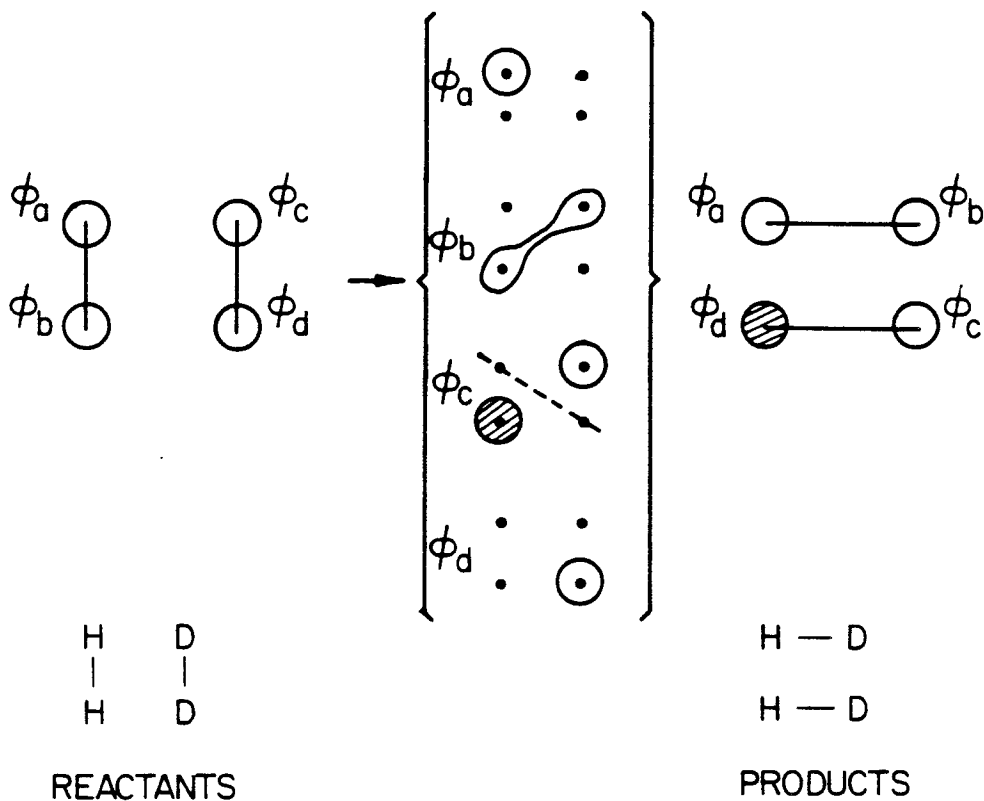 ϕa ϕc
ϕb ϕd
ϕa
ϕb
ϕc
ϕd
ϕa ϕb
ϕd ϕc
H D
H D
REACTANTS
H — D
H — D
PRODUCTS